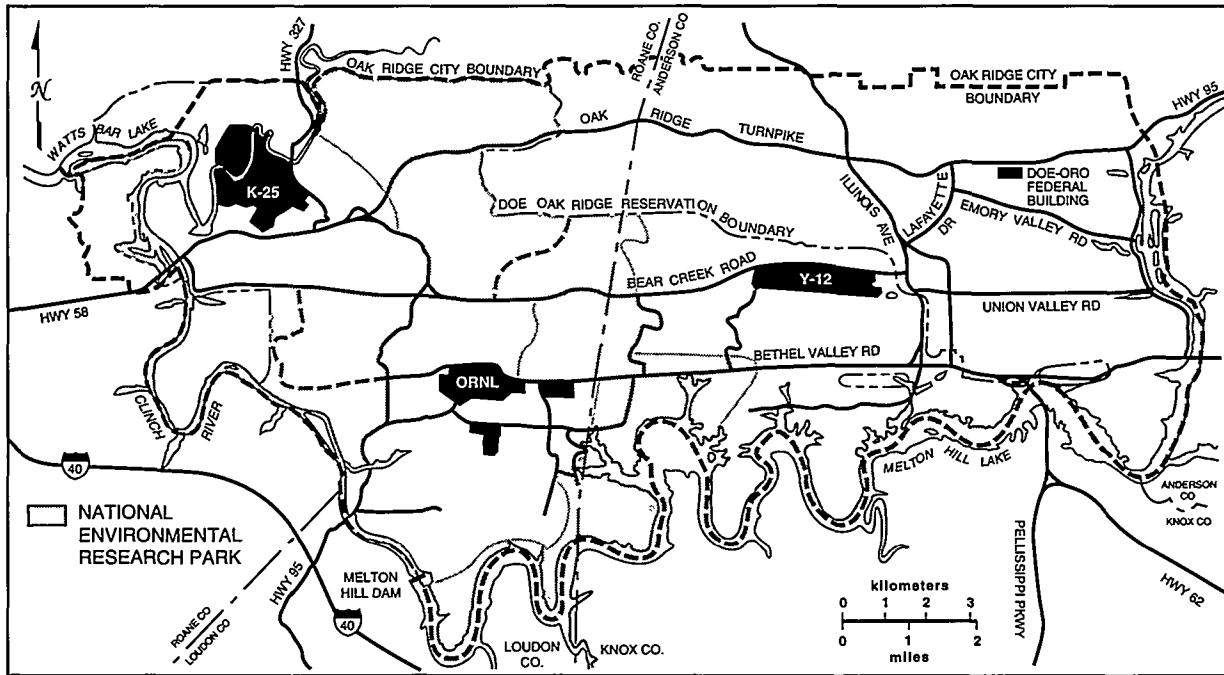 N
HWY 327
OAK RIDGE CITY BOUNDARY
ROANE CO.
ANDERSON CO
OAK RIDGE CITY
BOUNDARY
HWY 95
WATTS BAR LAKE
OAK RIDGE TURNPIKE
K-25
DOE-ORO
FEDERAL
BUILDING
ILLINOIS AVE
LAFAYETTE
DR
EMORY VALLEY RD
DOE OAK RIDGE RESERVATION
BOUNDARY
BEAR CREEK ROAD
Y-12
HWY 58
UNION VALLEY RD
BETHEL VALLEY RD
ORNL
CLINCH
RIVER
MELTON HILL LAKE
40
ANDERSON
CO
KNOX CO
NATIONAL
ENVIRONMENTAL
RESEARCH PARK
PELLISSIPPI PKWY
HWY 62
HWY 95
MELTON
HILL DAM
kilometers
0 1 2 3
0 1 2
miles
ROANE CO
LOUDON CO
40
LOUDON
CO.
KNOX CO.